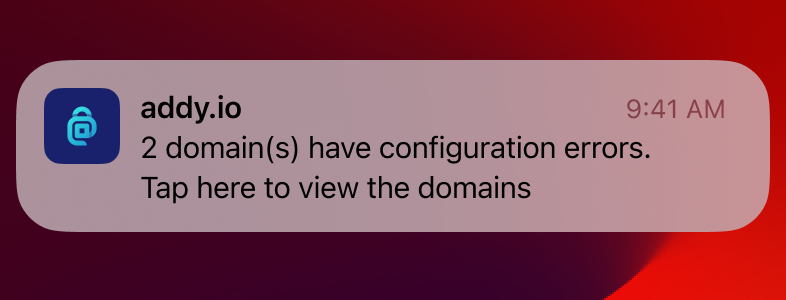 addy.io
9:41 AM
2 domain(s) have configuration errors.
Tap here to view the domains